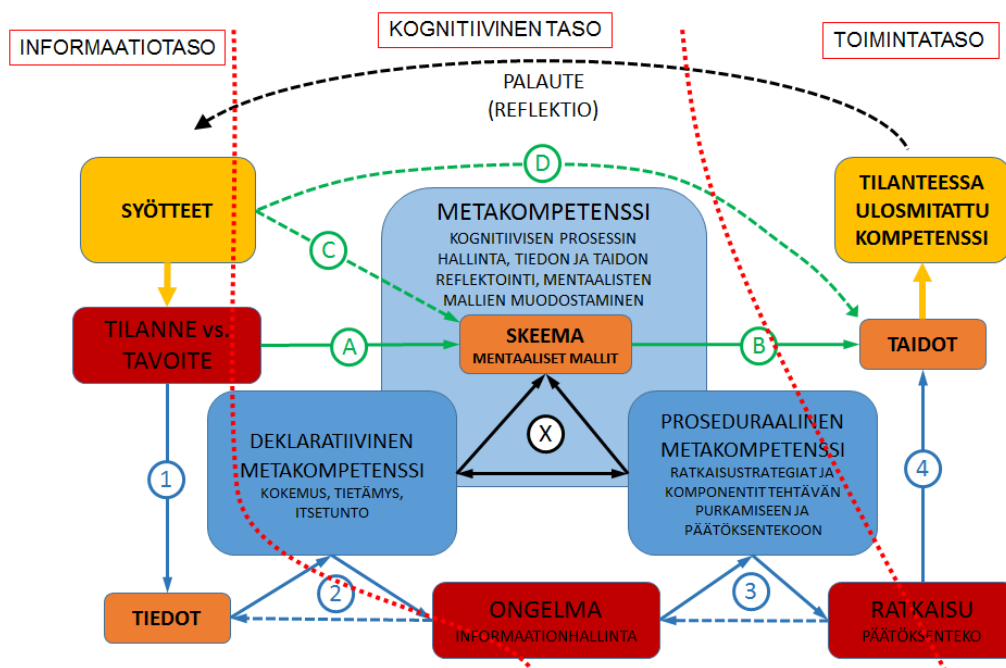 INFORMAATIOTASO
KOGNITIIVINEN TASO
TOIMINTATASO
PALAUTE
(REFLEKTIO)
SYÖTTEET
D
C
METAKOMPETENSSI
KOGNITIIVISEN PROSESSIN
HALLINTA, TIEDON JA TAIDON
REFLEKTOINTI, MENTAALISTEN
MALLIEN MUODOSTAMINEN
TILANTEESSA
ULOSMITATTU
KOMPETENSSI
TILANNE vs.
TAVOITE
A
SKEEMA
MENTAALISET MALLIT
B
TAIDOT
1
DEKLARATIIVINEN
METAKOMPETENSSI
KOKEMUS, TIETÄMYS,
ITSETUNTO
X
PROSEDURAALINEN
METAKOMPETENSSI
RATKAISUSTRATEGIAT JA
KOMPONENTIT TEHTÄVÄN
PURKAMISEEN JA
PÄÄTÖKSENTEKOON
4
TIEDOT
2
ONGELMA
INFORMAATIONHALLINTA
3
RATKAISU
PÄÄTÖKSENTEKO